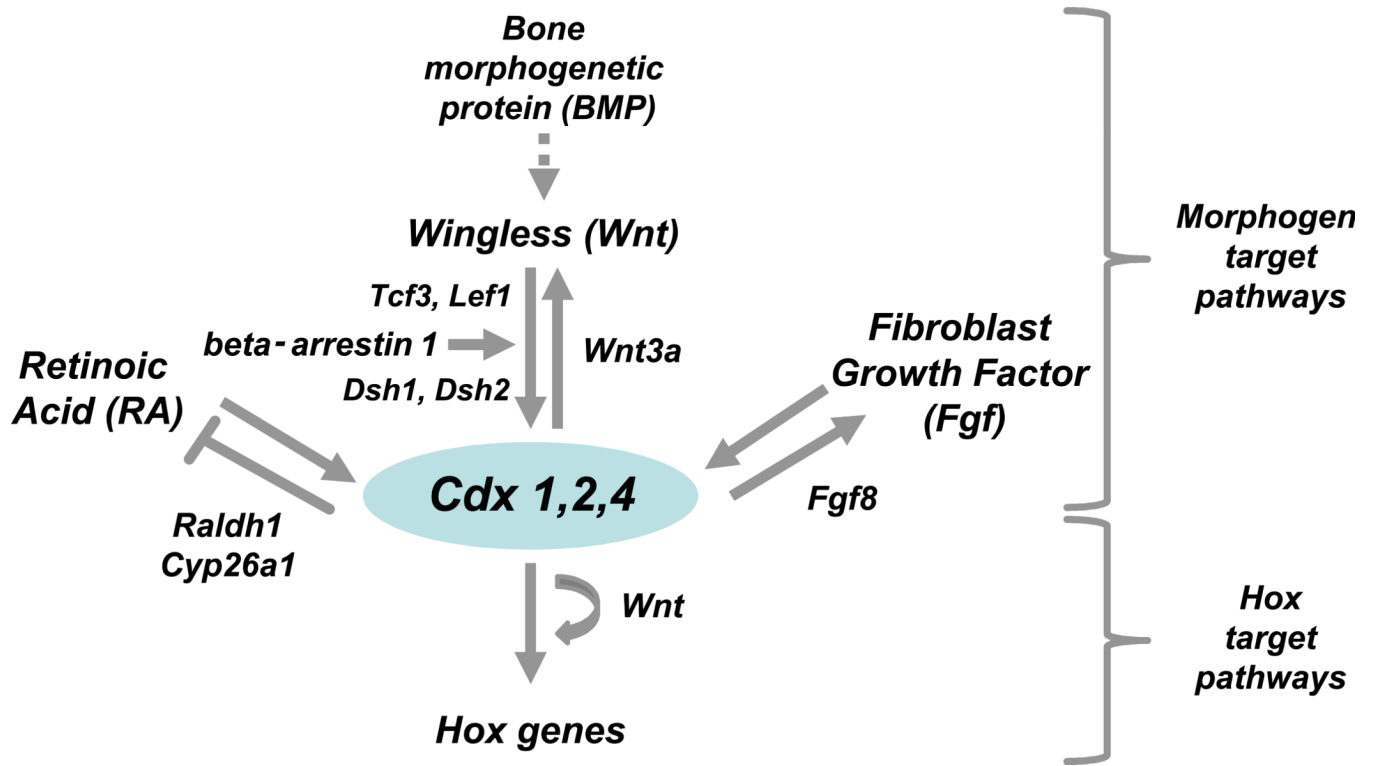 Bone
morphogenetic
protein (BMP)
Wingless (Wnt)
Tcf3, Lef1
beta-arrestin 1
Dsh1, Dsh2
Wnt3a
Retinoic
Acid (RA)
Fibroblast
Growth Factor
(Fgf)
Cdx 1,2,4
Raldh1
Cyp26a1
Fgf8
Wnt
Hox genes
Morphogen
target
pathways
Hox
target
pathways